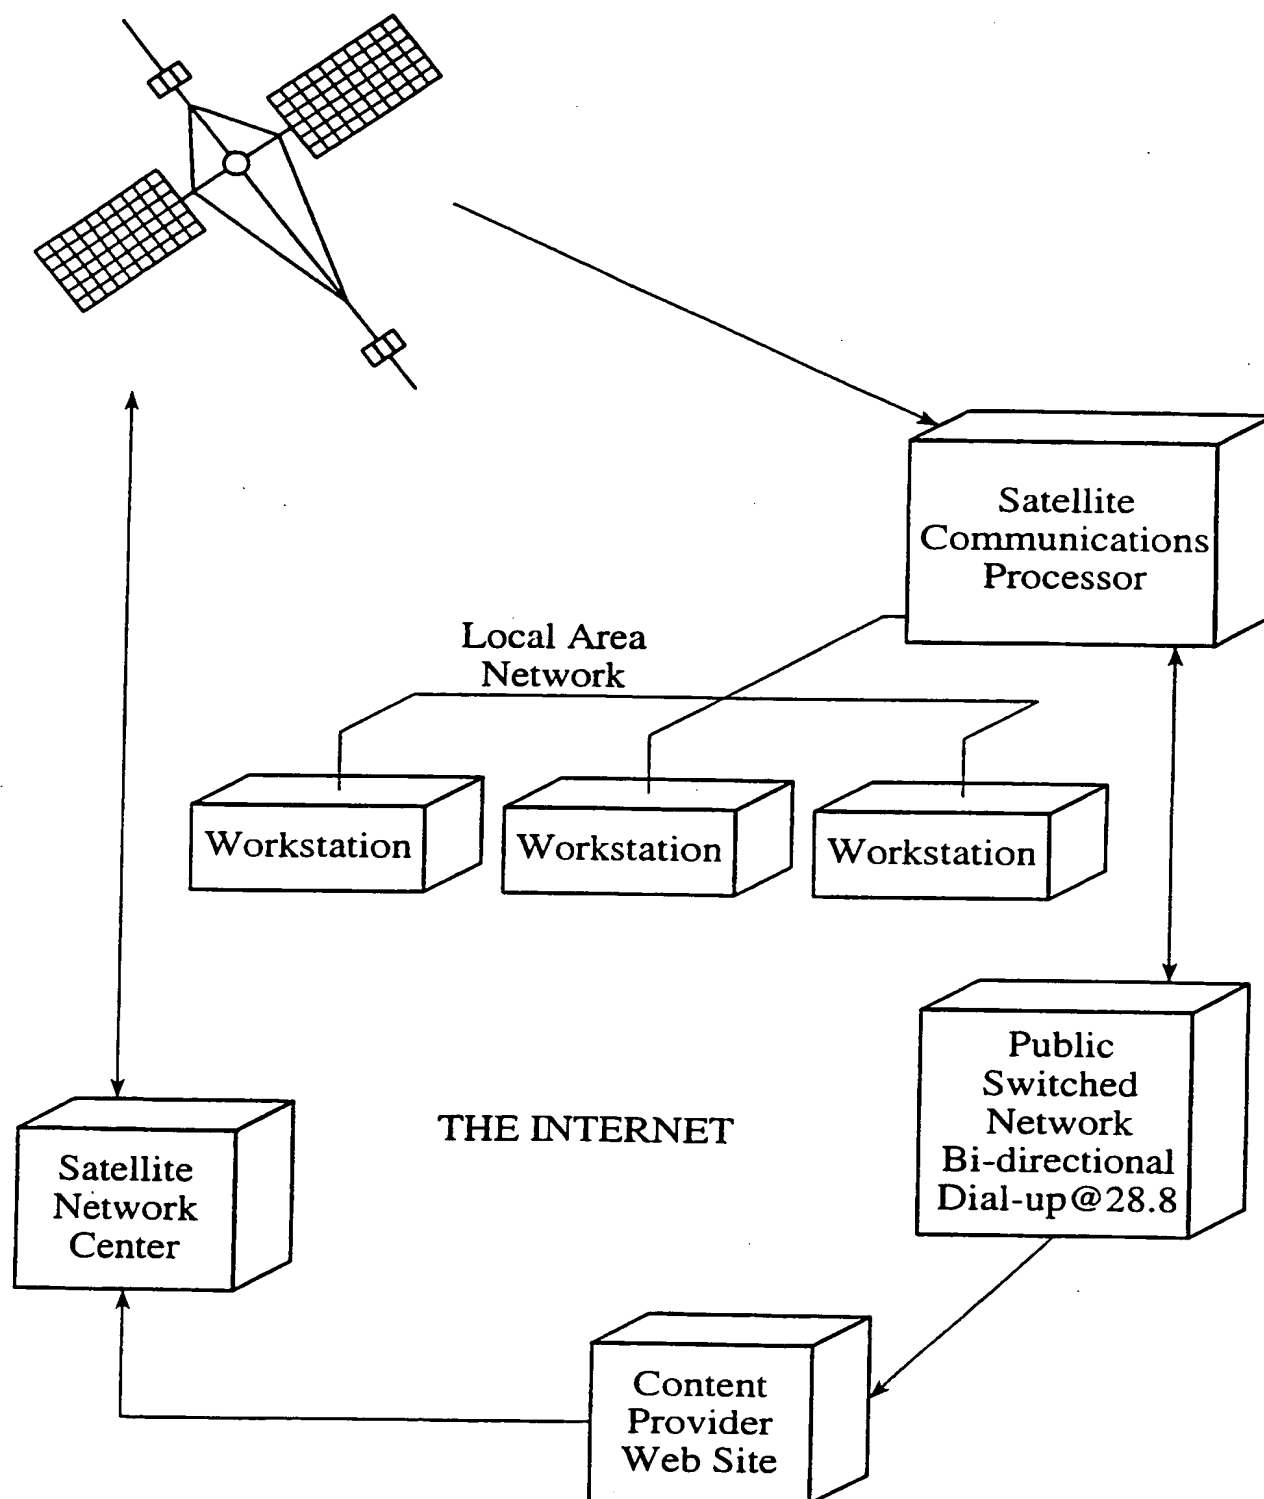 Satellite
Communications
Processor
Local Area
Network
Workstation
Workstation
Workstation
Public
Switched
Network
Bi-directional
Dial-up@28.8
THE INTERNET
Satellite
Network
Center
Content
Provider
Web Site